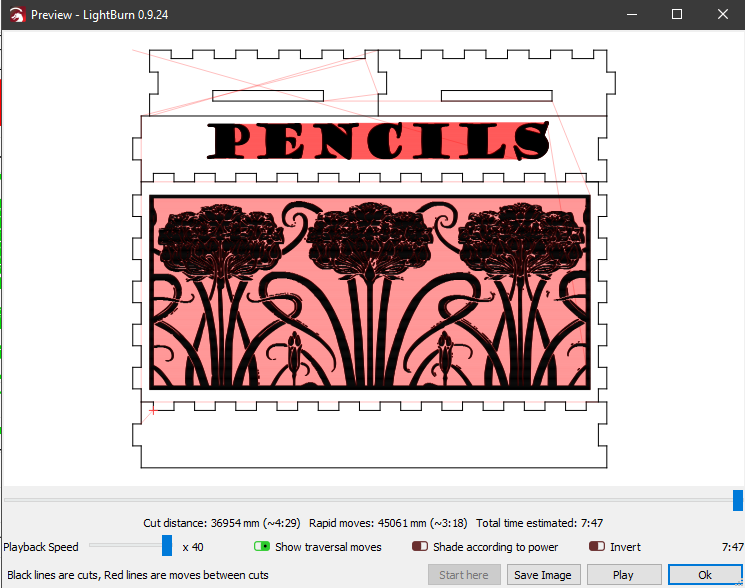 Preview - LightBurn 0.9.24
PENCILS
Cut distance: 36954 mm (~4:29) Rapid moves: 45061 mm (~3:18) Total time estimated: 7:47
Playback Speed x 40 Show traversal moves Shade according to power Invert 7:47
Black lines are cuts, Red lines are moves between cuts Start here Save Image Play Ok